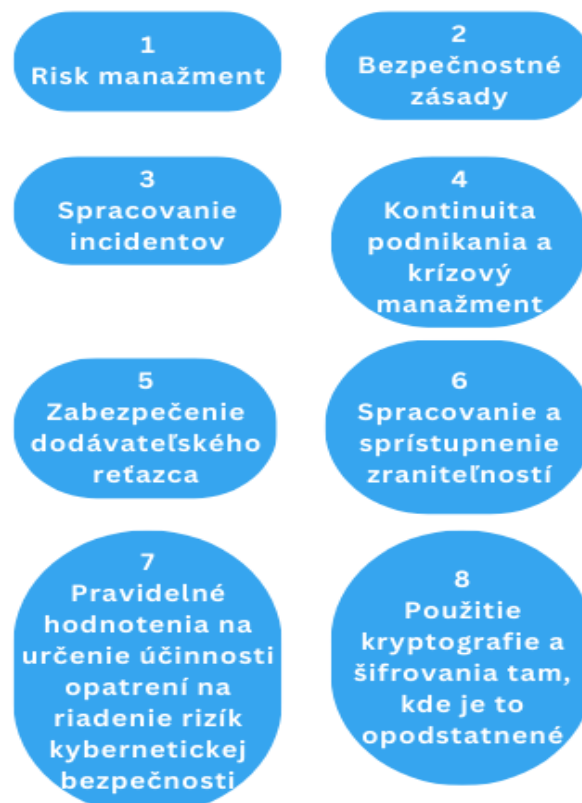 1
Risk manažment
2
Bezpečnostné
zásady
3
Spracovanie
incidentov
4
Kontinuita
podnikania a
krízový
manažment
5
Zabezpečenie
dodávateľského
reťazca
6
Spracovanie a
sprístupnenie
zraniteľností
7
Pravidelné
hodnotenia na
určenie účinnosti
opatrení na
riadenie rizík
kybernetickej
bezpečnosti
8
Použitie
kryptografie a
šifrovania tam,
kde je to
opodstatnené